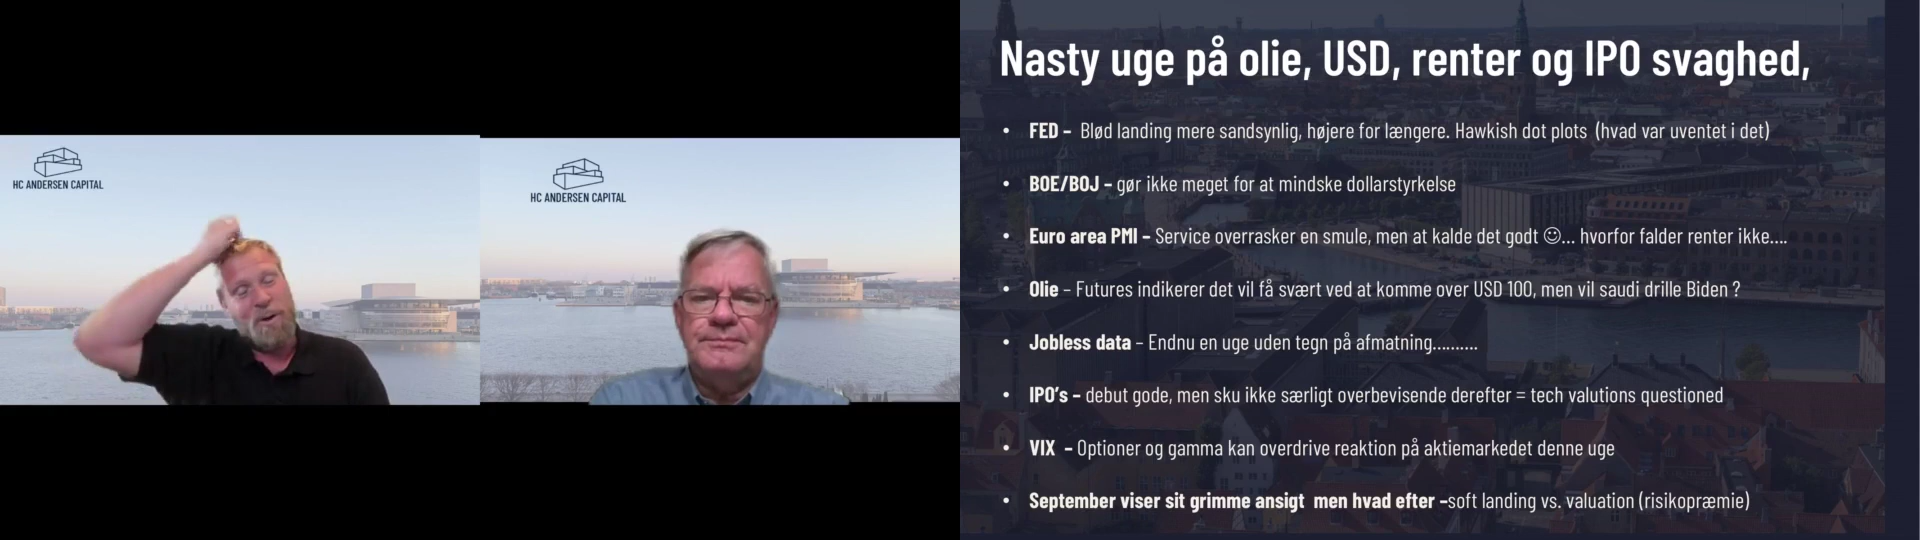 HC ANDERSEN CAPITAL
HC ANDERSEN CAPITAL
Nasty uge på olie, USD, renter og IPO svaghed,
• FED – Blød landing mere sandsynlig, højere for længere. Hawkish dot plots (hvad var uventet i det)
• BOE/BOJ – gør ikke meget for at mindske dollarstyrkelse
• Euro area PMI – Service overrasker en smule, men at kalde det godt ☺... hvorfor falder renter ikke....
• Olie – Futures indikerer det vil få svært ved at komme over USD 100, men vil saudi drille Biden ?
• Jobless data – Endnu en uge uden tegn på afmatning..........
• IPO's – debut gode, men sku ikke særligt overbevisende derefter = tech valutions questioned
• VIX – Optioner og gamma kan overdrive reaktion på aktiemarkedet denne uge
• September viser sit grimme ansigt men hvad efter –soft landing vs. valuation (risikopræmie)